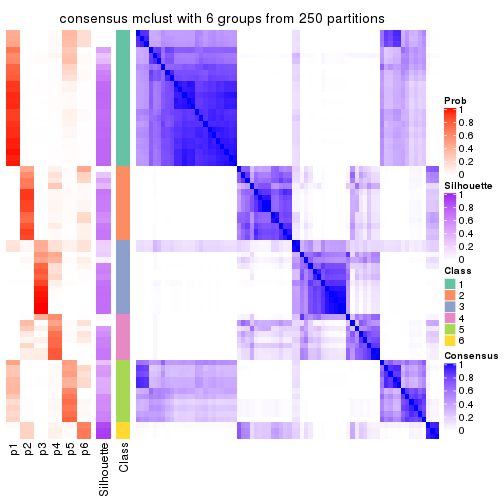 consensus mclust with 6 groups from 250 partitions
Prob
1
0.8
0.6
0.4
0.2
0
Silhouette
1
0.8
0.6
0.4
0.2
0
Class
1
2
3
4
5
6
Consensus
1
0.8
0.6
0.4
0.2
0
p1
p2
p3
p4
p5
p6
Silhouette
Class